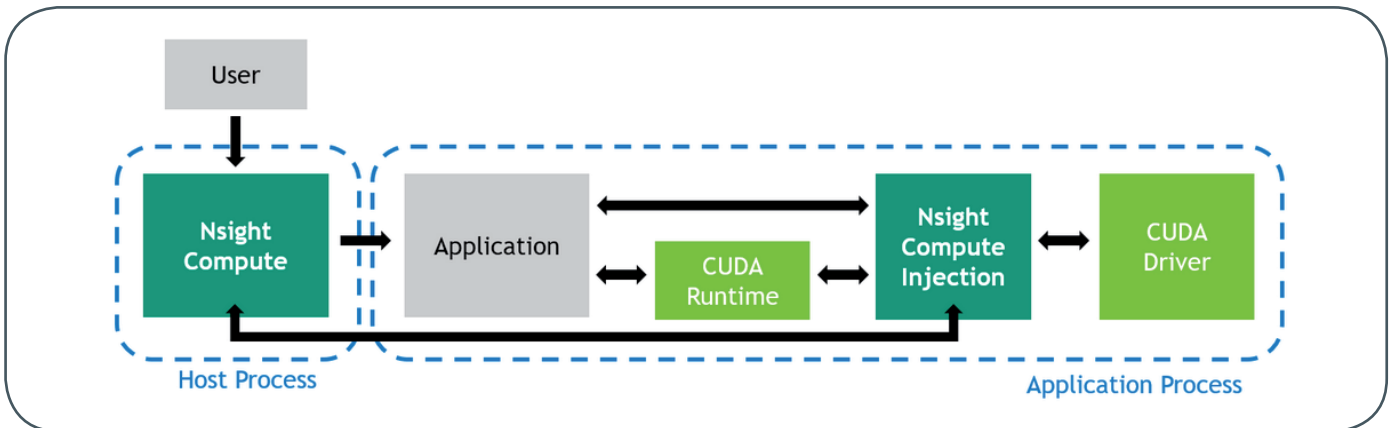 User
Nsight
Compute
Application
CUDA
Runtime
Nsight
Compute
Injection
CUDA
Driver
Host Process
Application Process